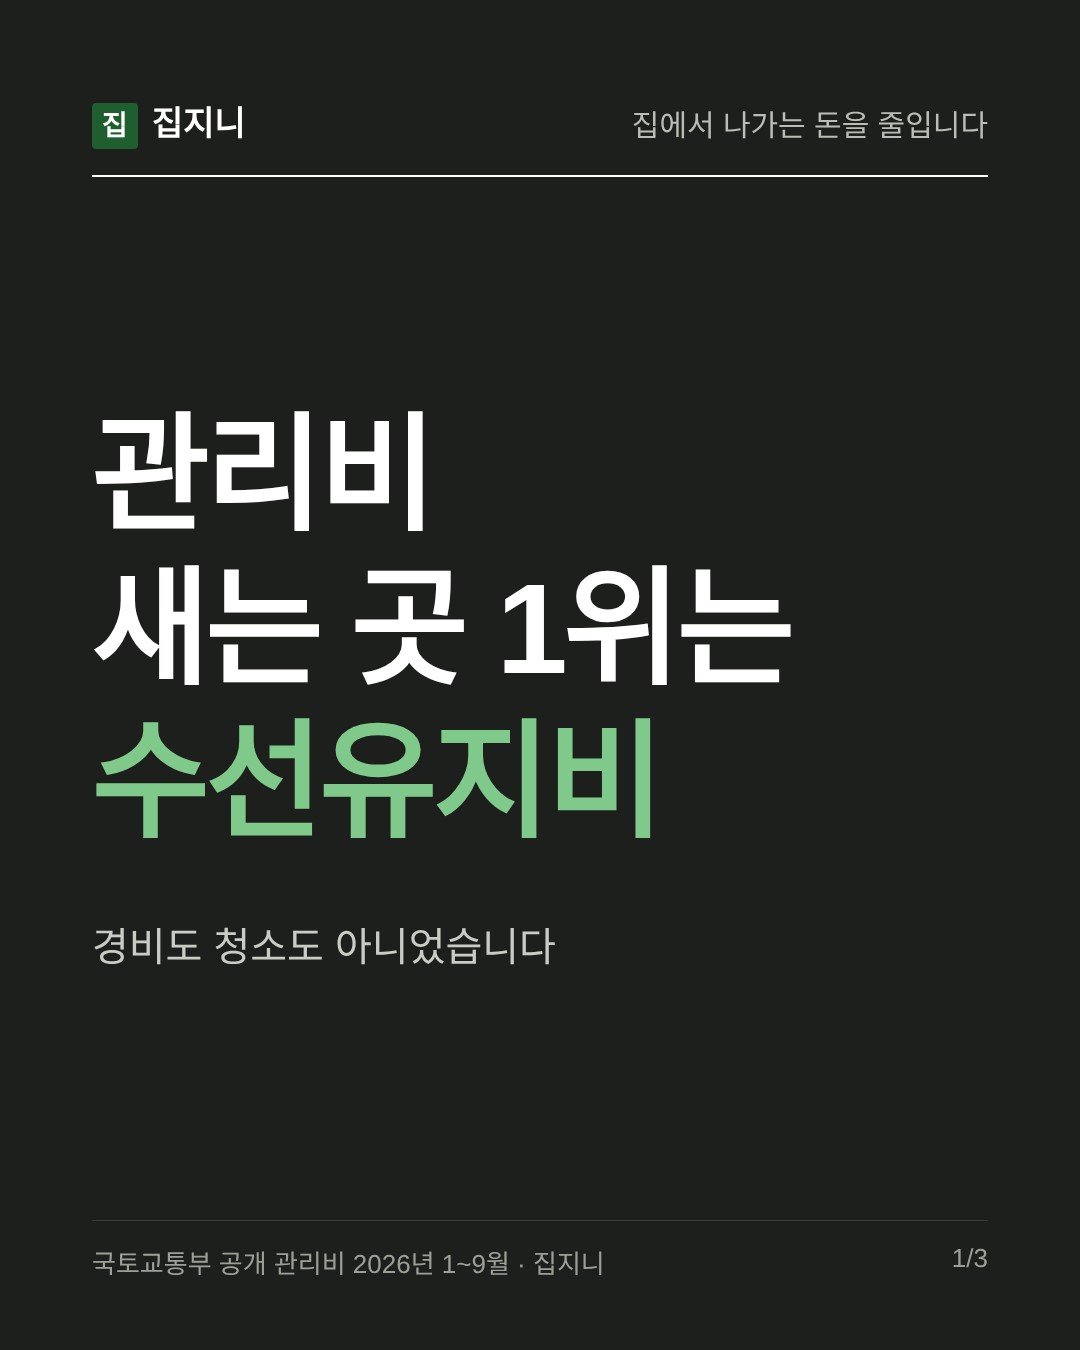 집 집지니
집에서 나가는 돈을 줄입니다
관리비
새는 곳 1위는
수선유지비
경비도 청소도 아니었습니다
국토교통부 공개 관리비 2026년 1~9월 · 집지니
1/3